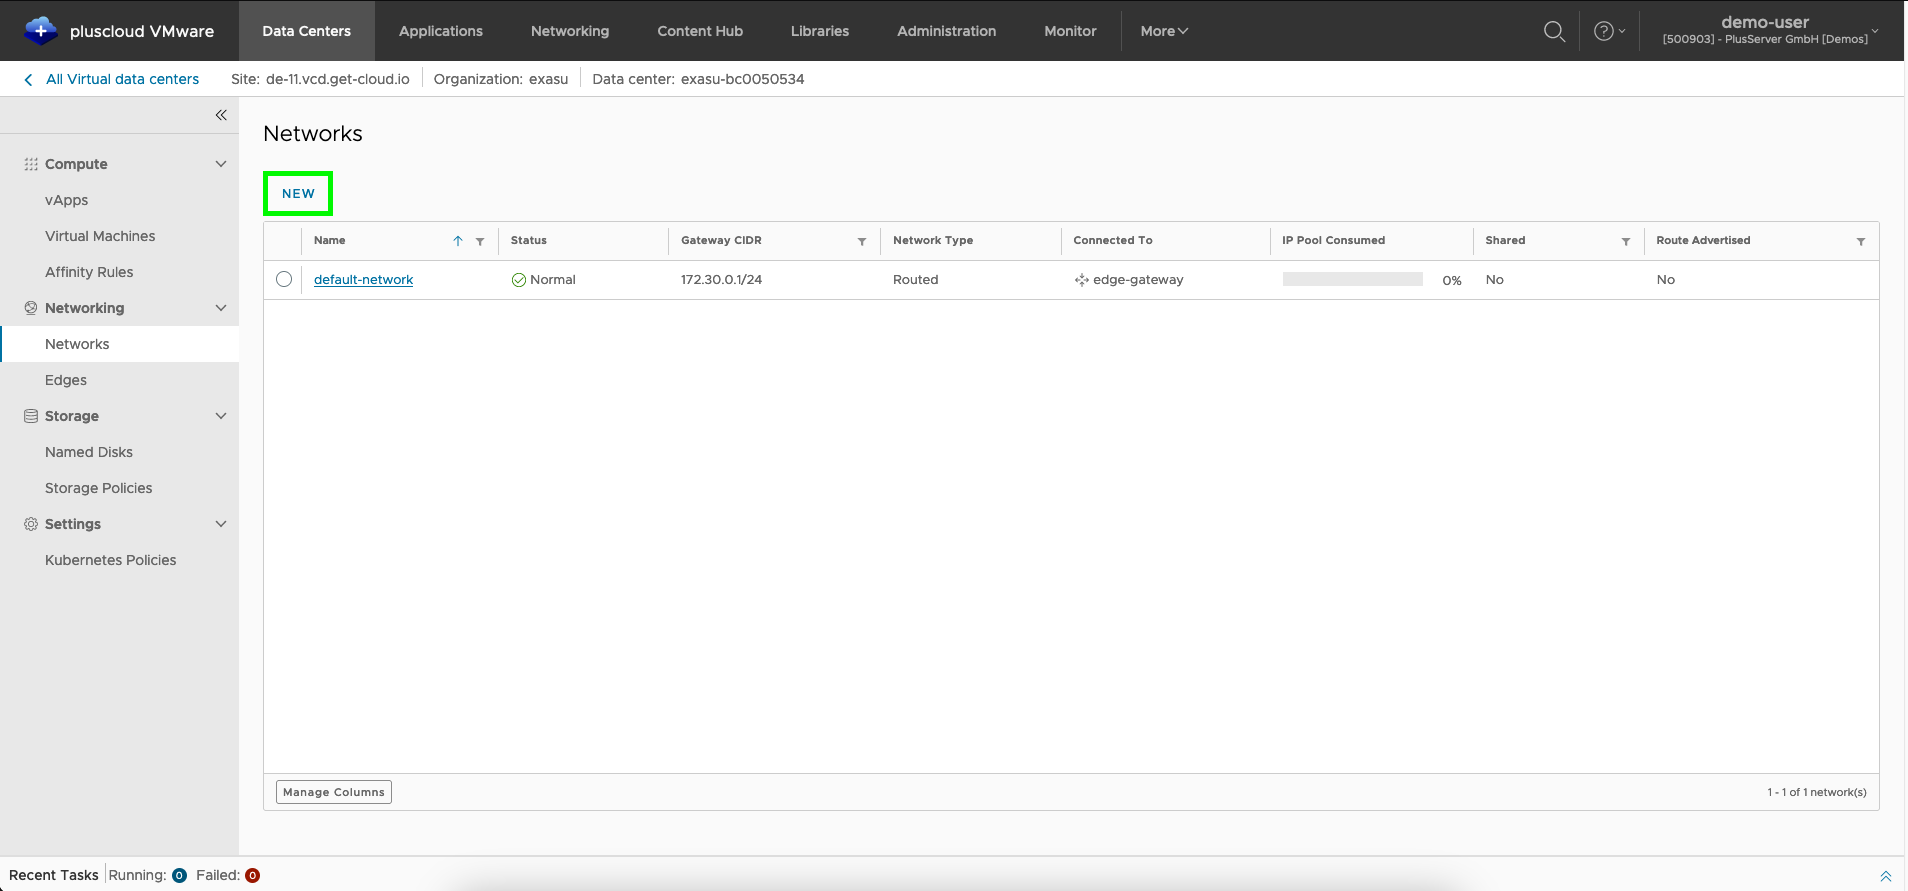 pluscloud VMware
Data Centers
Applications
Networking
Content Hub
Libraries
Administration
Monitor
More
demo-user
[500903] - PlusServer GmbH [Demos]
All Virtual data centers
Site: de-11.vcd.get-cloud.io
Organization: exasu
Data center: exasu-bc0050534
Compute
vApps
Virtual Machines
Affinity Rules
Networking
Networks
Edges
Storage
Named Disks
Storage Policies
Settings
Kubernetes Policies
Networks
NEW
Name Status Gateway CIDR Network Type Connected To IP Pool Consumed Shared Route Advertised
default-network Normal 172.30.0.1/24 Routed edge-gateway 0% No No
Manage Columns
1 - 1 of 1 network(s)
Recent Tasks Running: 0 Failed: 0